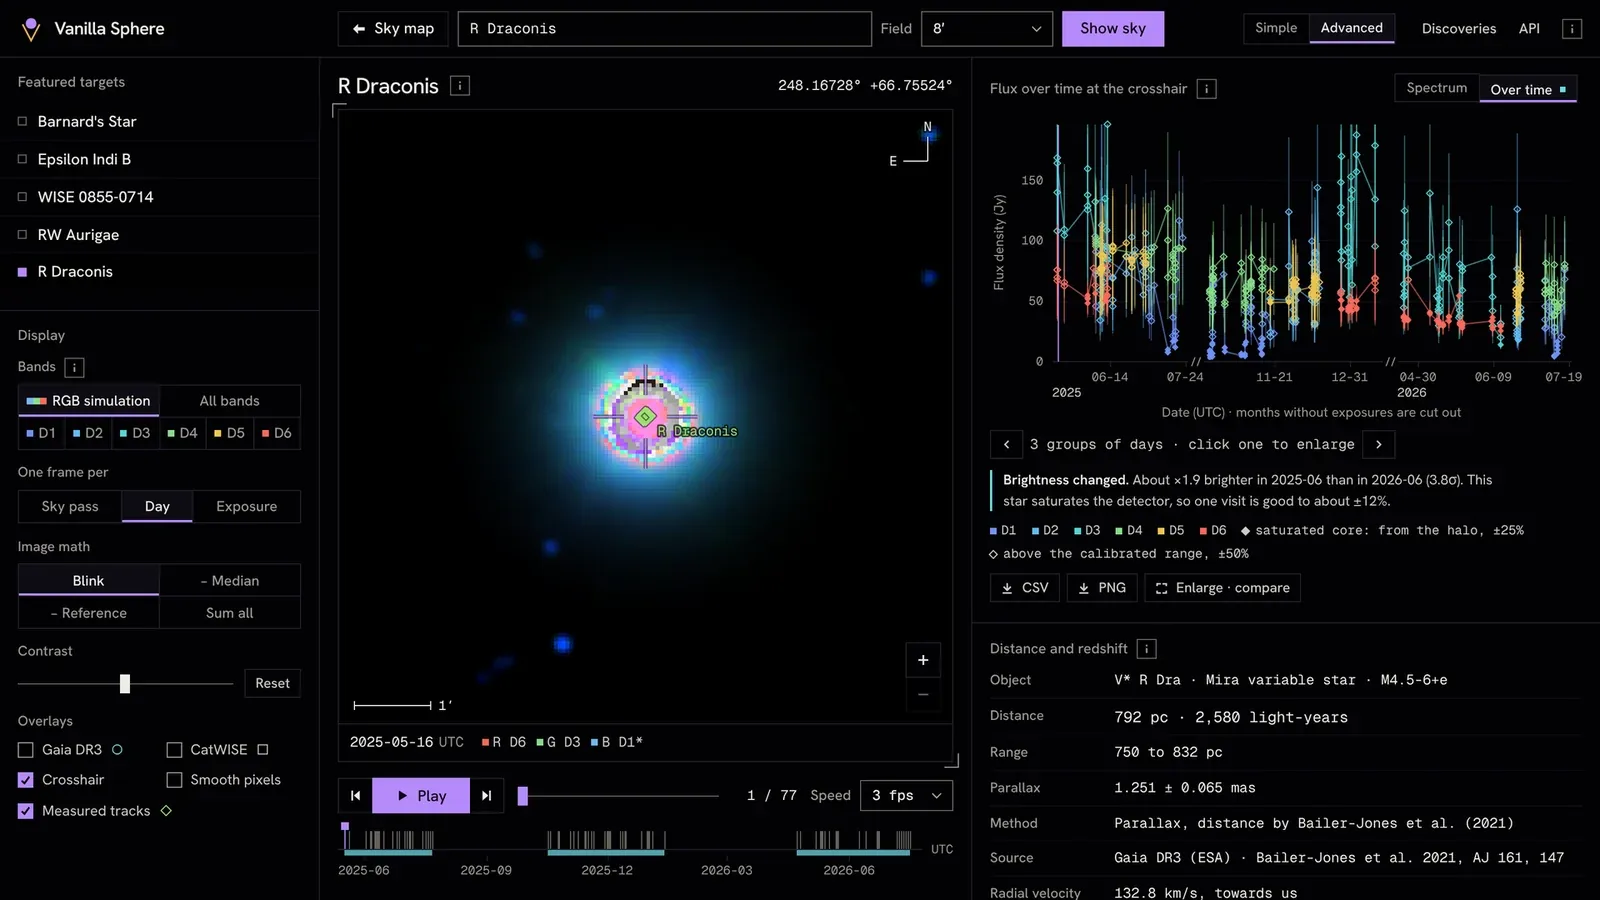 Vanilla Sphere
Sky map
R Draconis
Field
8′
Show sky
Simple
Advanced
Discoveries
API
i
Featured targets
Barnard's Star
Epsilon Indi B
WISE 0855-0714
RW Aurigae
R Draconis
Display
Bands
i
RGB simulation
All bands
D1 D2 D3 D4 D5 D6
One frame per
Sky pass Day Exposure
Image math
Blink – Median
– Reference Sum all
Contrast
Reset
Overlays
Gaia DR3 CatWISE
Crosshair Smooth pixels
Measured tracks
R Draconis
i
248.16728° +66.75524°
N
E
R Draconis
+
−
1′
2025-05-16 UTC R D6 G D3 B D1*
Play
1 / 77
Speed
3 fps
UTC
2025-06 2025-09 2025-12 2026-03 2026-06
Flux over time at the crosshair
i
Spectrum
Over time
Flux density (Jy)
150
100
50
0
06-14 07-24 // 11-21 12-31 // 04-30 06-09 07-19
2025 2026
Date (UTC) · months without exposures are cut out
3 groups of days · click one to enlarge
Brightness changed. About ×1.9 brighter in 2025-06 than in 2026-06 (3.8σ). This
star saturates the detector, so one visit is good to about ±12%.
D1 D2 D3 D4 D5 D6 saturated core: from the halo, ±25%
above the calibrated range, ±50%
CSV
PNG
Enlarge · compare
Distance and redshift
i
Object V* R Dra · Mira variable star · M4.5-6+e
Distance 792 pc · 2,580 light-years
Range 750 to 832 pc
Parallax 1.251 ± 0.065 mas
Method Parallax, distance by Bailer-Jones et al. (2021)
Source Gaia DR3 (ESA) · Bailer-Jones et al. 2021, AJ 161, 147
Radial velocity 132.8 km/s, towards us